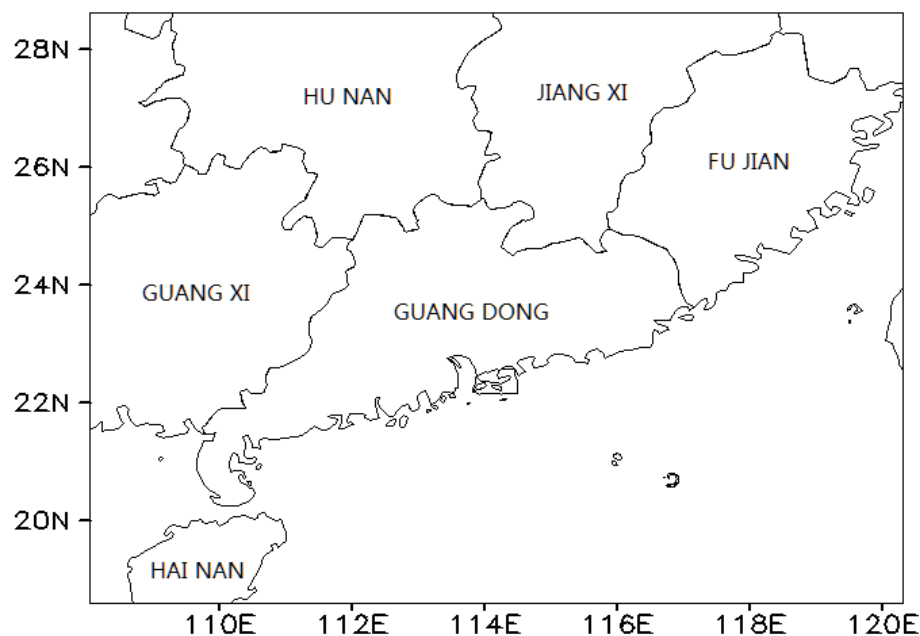 28N
HU NAN
JIANG XI
26N
FU JIAN
24N
GUANG XI
GUANG DONG
22N
20N
HAI NAN
110E 112E 114E 116E 118E 120E